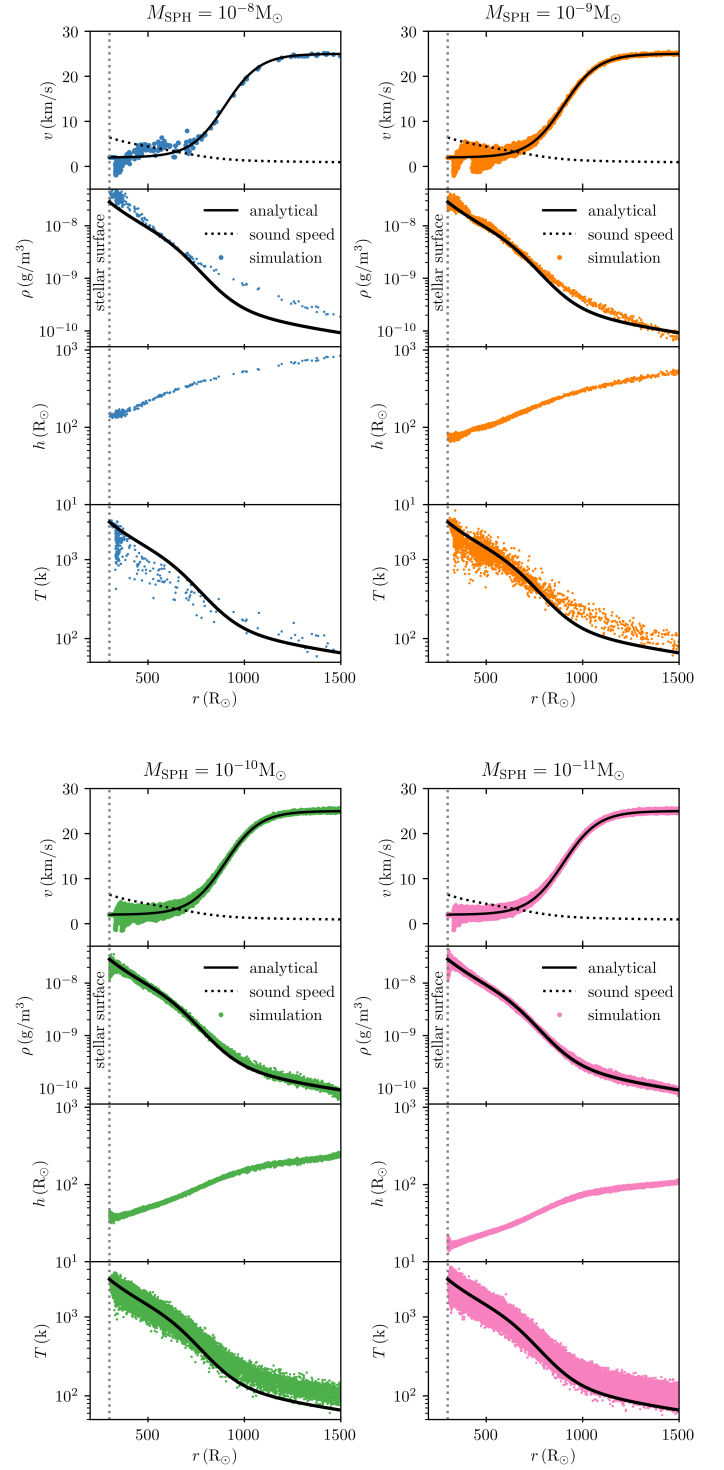 M_SPH = 10^−8 M_⊙
30
20
10
0
v (km/s)
10^−8
10^−9
10^−10
ρ (g/m^3)
stellar surface
analytical
sound speed
simulation
10^3
10^2
10^1
h (R_⊙)
10^3
10^2
T (k)
500 1000 1500
r (R_⊙)
M_SPH = 10^−9 M_⊙
30
20
10
0
v (km/s)
10^−8
10^−9
10^−10
ρ (g/m^3)
stellar surface
analytical
sound speed
simulation
10^3
10^2
10^1
h (R_⊙)
10^3
10^2
T (k)
500 1000 1500
r (R_⊙)
M_SPH = 10^−10 M_⊙
30
20
10
0
v (km/s)
10^−8
10^−9
10^−10
ρ (g/m^3)
stellar surface
analytical
sound speed
simulation
10^3
10^2
10^1
h (R_⊙)
10^3
10^2
T (k)
500 1000 1500
r (R_⊙)
M_SPH = 10^−11 M_⊙
30
20
10
0
v (km/s)
10^−8
10^−9
10^−10
ρ (g/m^3)
stellar surface
analytical
sound speed
simulation
10^3
10^2
10^1
h (R_⊙)
10^3
10^2
T (k)
500 1000 1500
r (R_⊙)